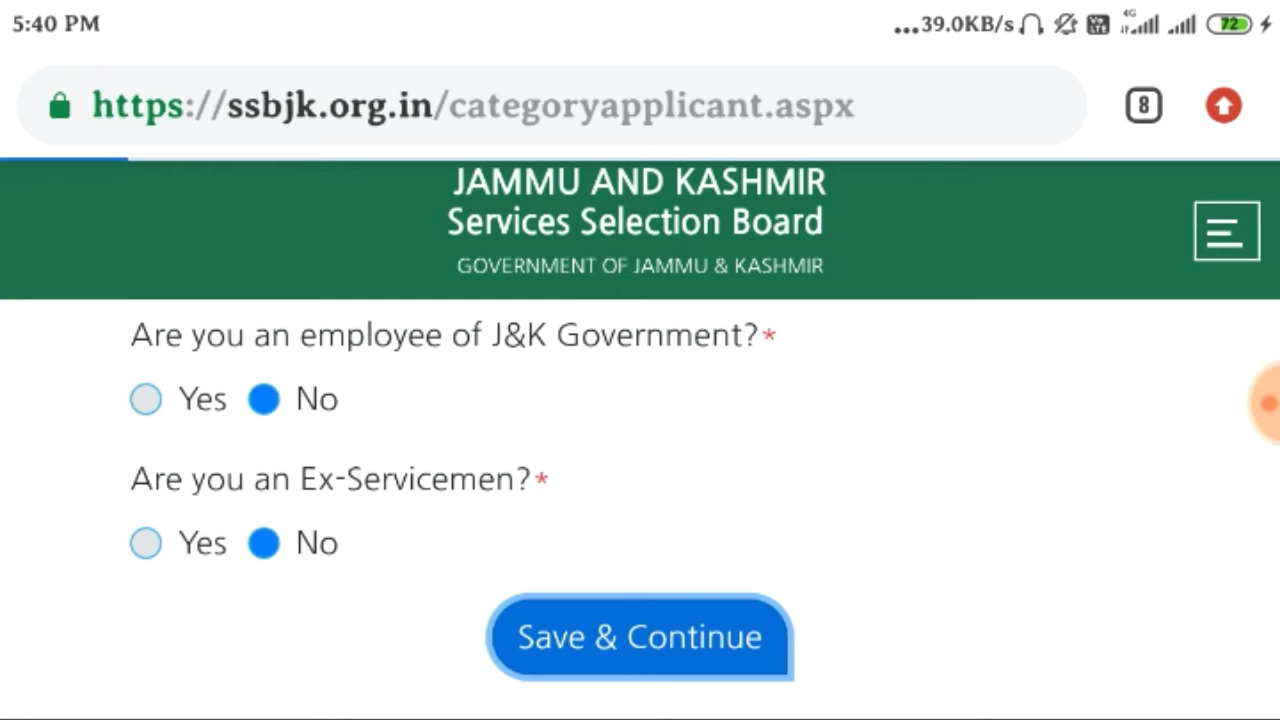 5:40 PM
...39.0KB/s 4G 72
https://ssbjk.org.in/categoryapplicant.aspx
8
JAMMU AND KASHMIR
Services Selection Board
GOVERNMENT OF JAMMU & KASHMIR
Are you an employee of J&K Government?*
Yes No
Are you an Ex-Servicemen?*
Yes No
Save & Continue